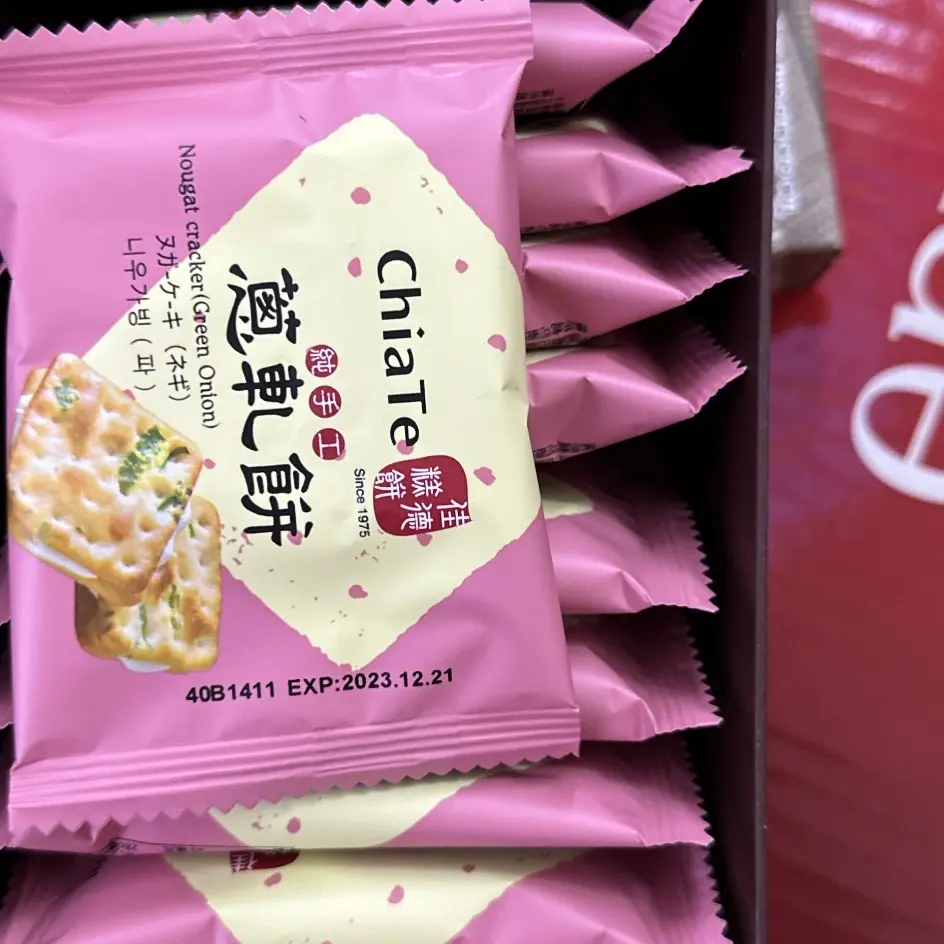 ChiaTe
佳德
糕餅
Since 1975
純手工
蔥軋餅
Nougat cracker(Green Onion)
ヌガーケーキ (ネギ)
니우가빙 ( 파 )
40B1411 EXP:2023.12.21